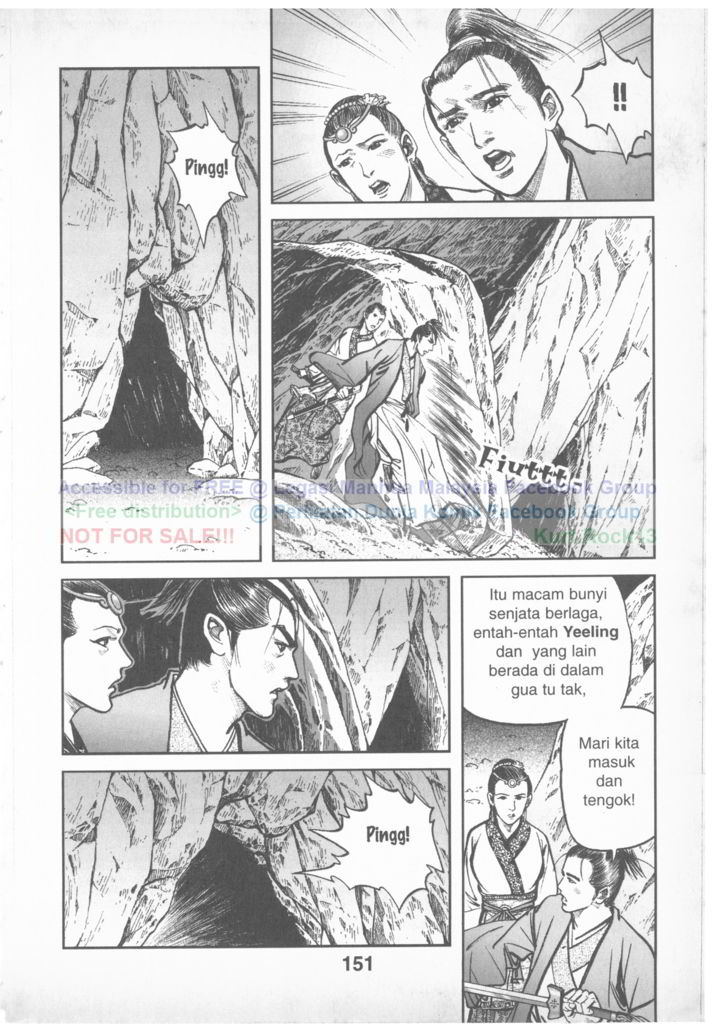 !!
Pingg!
Fiuttt.
Accessible for FREE @ Legasi Manhua Malaysia Facebook Group
<Free distribution> @ Perwatan Dunia Komik Facebook Group
NOT FOR SALE!!!
Itu macam bunyi
senjata berlaga,
entah-entah Yeeling
dan yang lain
berada di dalam
gua tu tak,
Mari kita
masuk
dan
tengok!
Pingg!
151